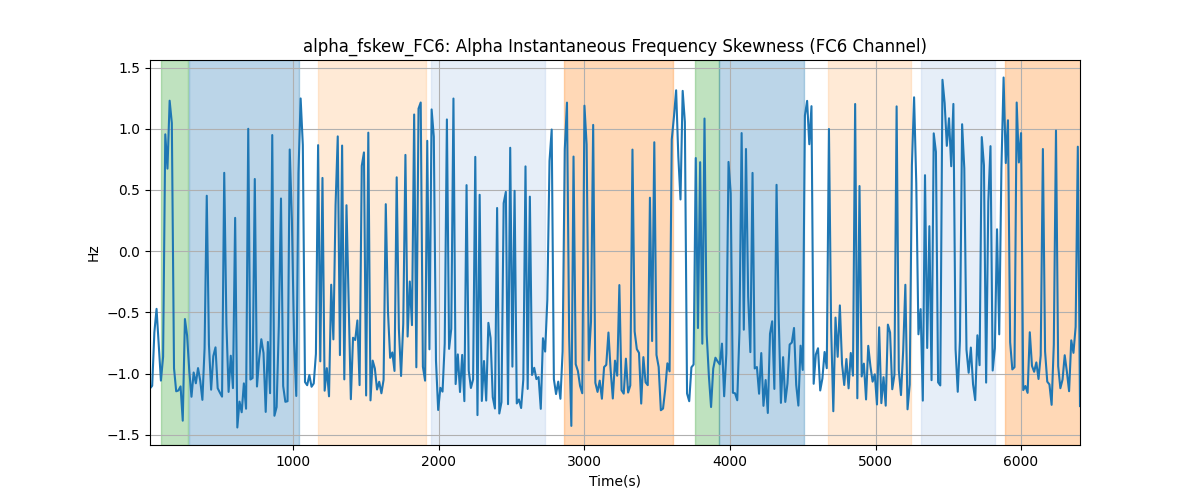 alpha_fskew_FC6: Alpha Instantaneous Frequency Skewness (FC6 Channel)
1.5
1.0
0.5
0.0
−0.5
−1.0
−1.5
Hz
1000 2000 3000 4000 5000 6000
Time(s)